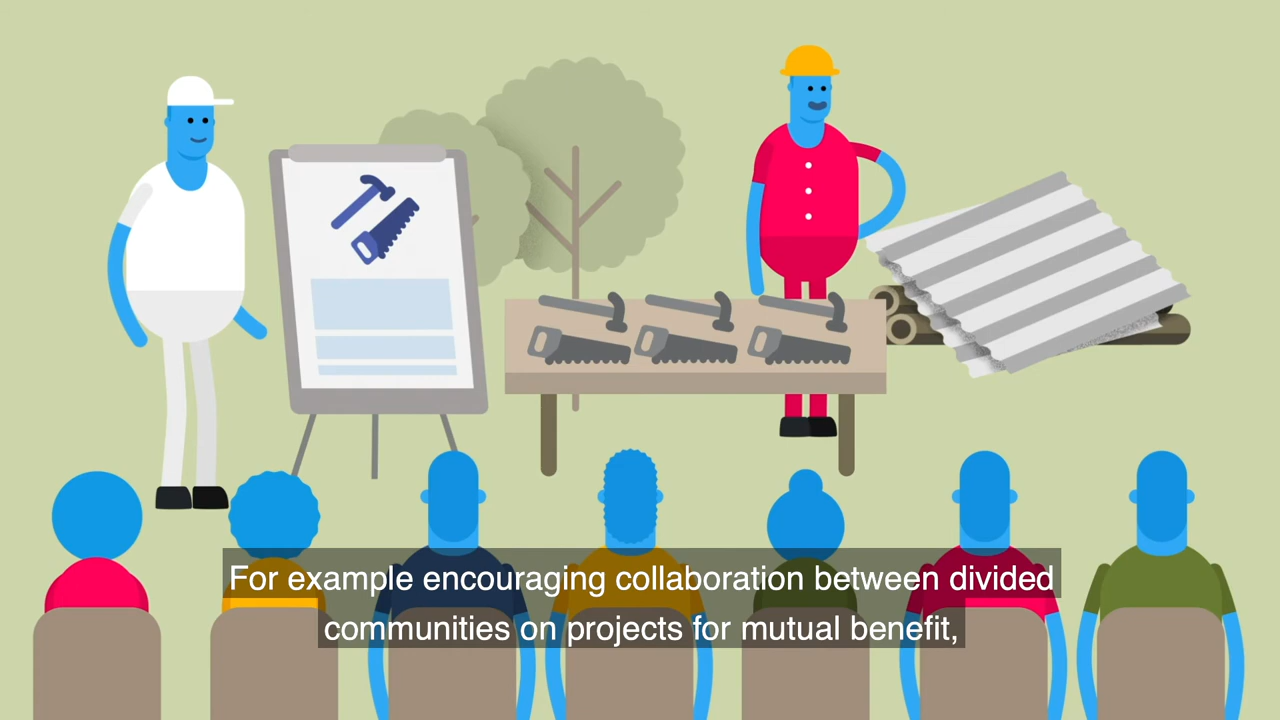 For example encouraging collaboration between divided
communities on projects for mutual benefit,